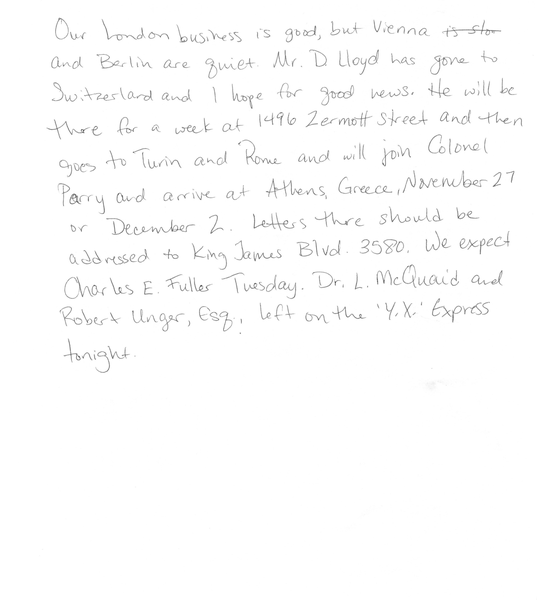 Our London business is good, but Vienna is slow
and Berlin are quiet. Mr. D. Lloyd has gone to
Switzerland and I hope for good news. He will be
there for a week at 1496 Zermott Street and then
goes to Turin and Rome and will join Colonel
Parry and arrive at Athens, Greece, November 27
or December 2. Letters there should be
addressed to King James Blvd. 3580. We expect
Charles E. Fuller Tuesday. Dr. L. McQuaid and
Robert Unger, Esq., left on the 'Y.X.' Express
tonight.